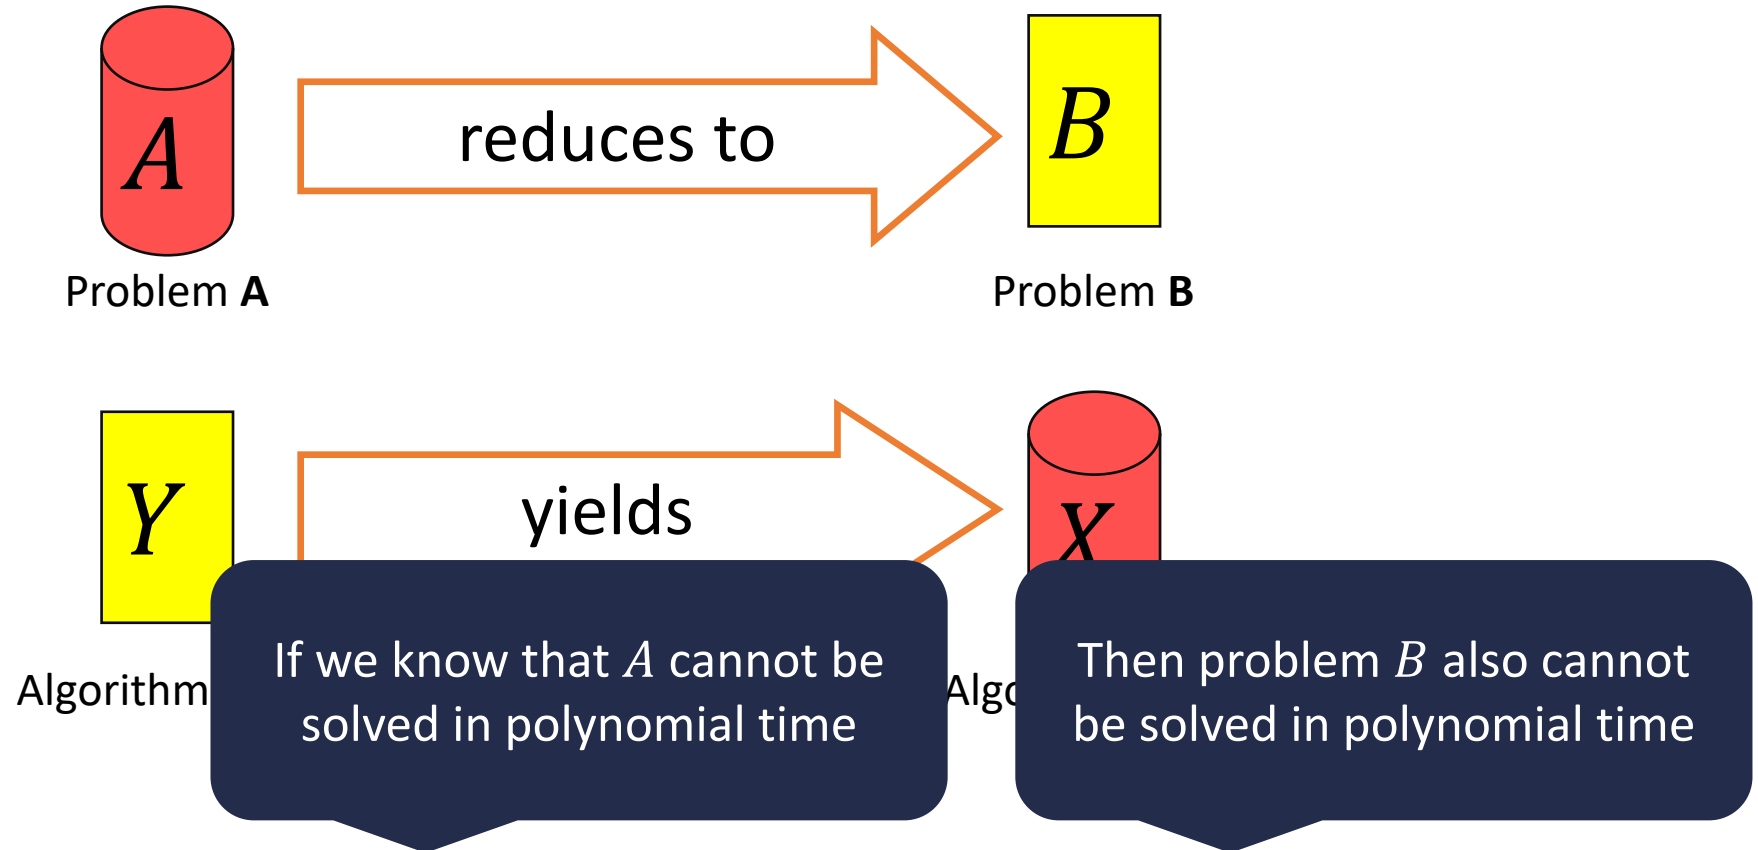 A
reduces to
B
Problem A
Problem B
Y
yields
X
Algorithm
If we know that A cannot be
solved in polynomial time
Then problem B also cannot
be solved in polynomial time